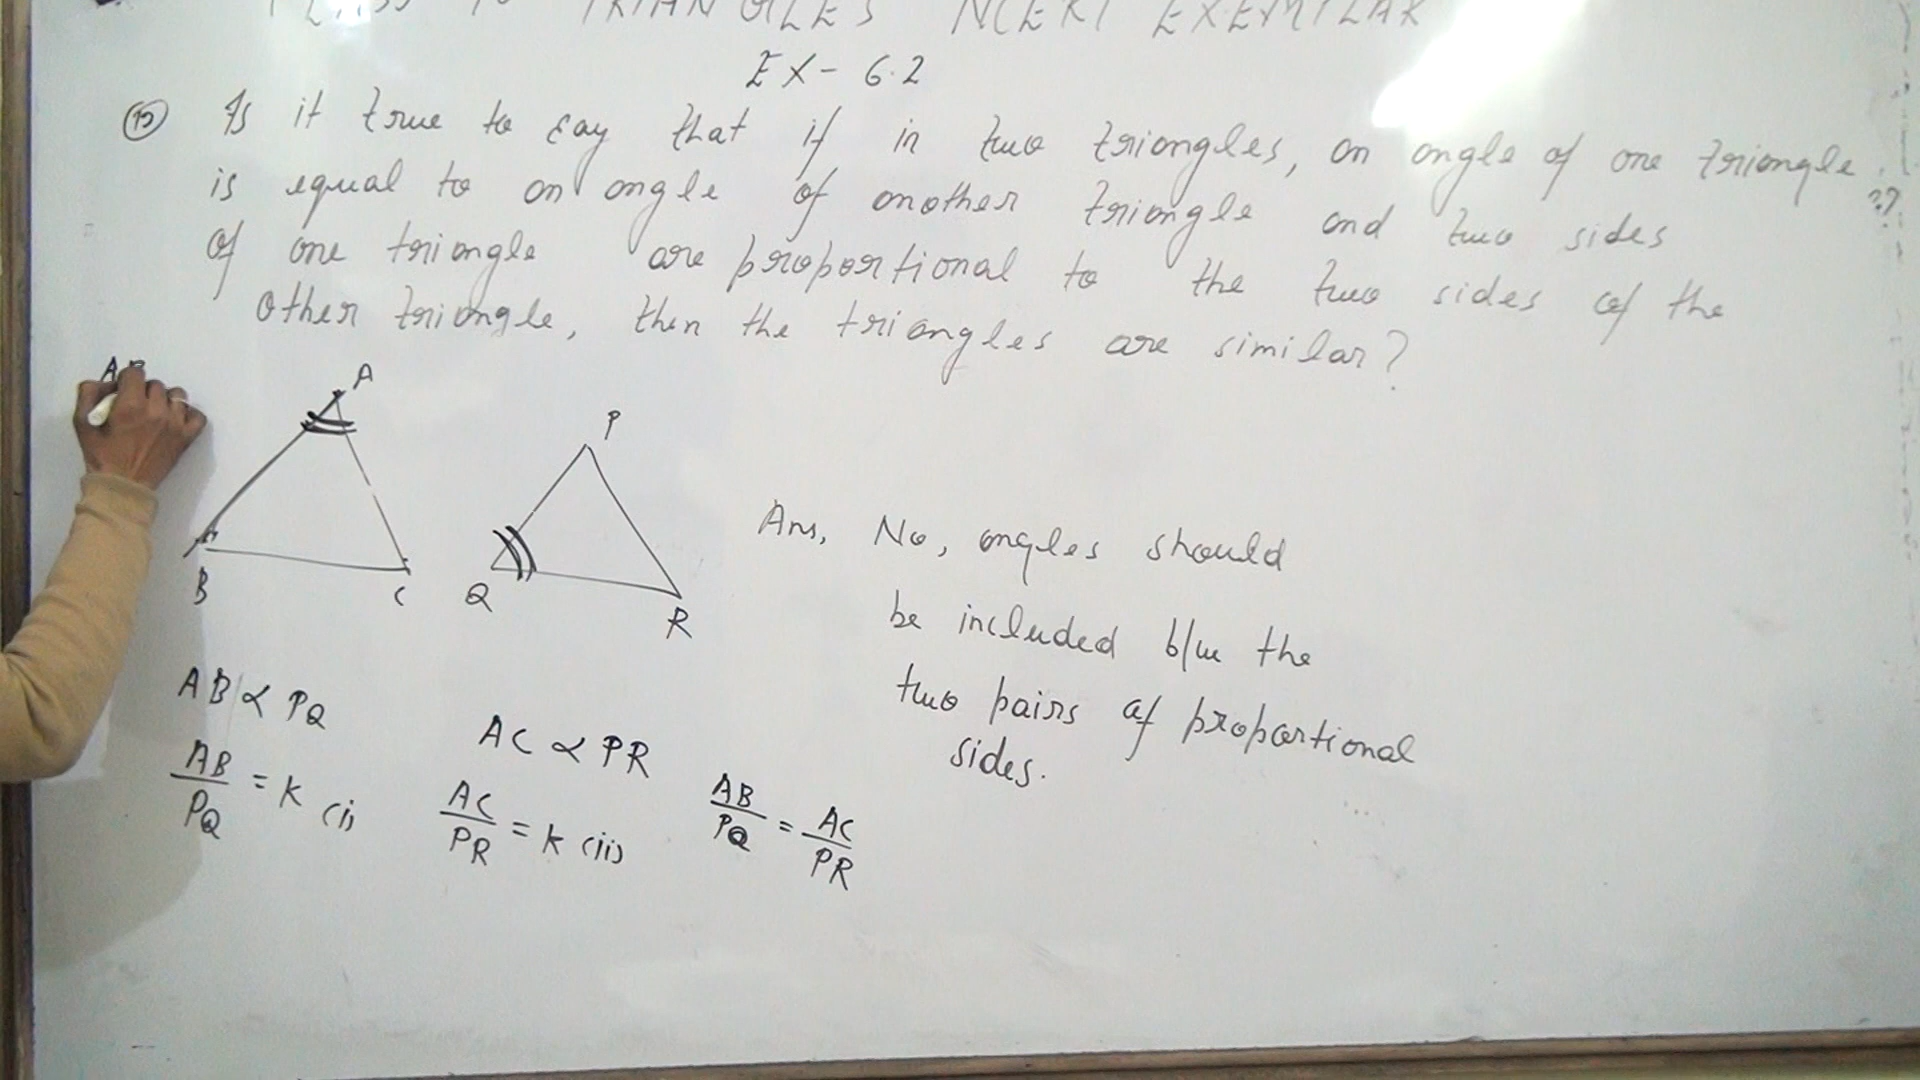 TRIANGLES NCERT EXEMPLAR
EX - 6.2
Is it true to say that if in two triangles, an angle of one triangle
is equal to an angle of another triangle and two sides
of one triangle are proportional to the two sides of the
other triangle, then the triangles are similar?
??
A
P
B
C
Q
R
Ans, No, angles should
be included b/w the
two pairs of proportional
sides.
AB ∝ PQ
AB/PQ = K (i)
AC ∝ PR
AC/PR = K (ii)
AB/PQ = AC/PR